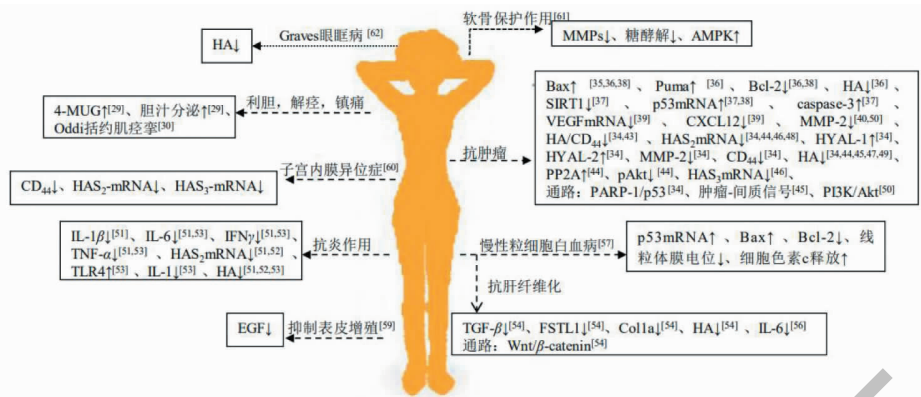 Graves眼眶病[62]
HA↓
软骨保护作用[61]
MMPs↓、糖酵解↓、AMPK↑
4-MUG↑[29]、胆汁分泌↑[29]、
Oddi括约肌痉挛[30]
利胆，解痉，镇痛
Bax↑ [35,36,38]、Puma↑ [36]、Bcl-2↓[36,38]、HA↓[36]、
SIRT1↓[37]、p53mRNA↑[37,38]、caspase-3↑[37]、
VEGFmRNA↓[39]、CXCL12↓[39]、MMP-2↓[40,50]、
HA/CD44↓[34,43]、HAS2mRNA↓[34,44,46,48]、HYAL-1↑[34]、
HYAL-2↑[34]、MMP-2↓[34]、CD44↓[34]、HA↓[34,44,45,47,49]、
PP2A↑[44]、pAkt↓[44]、HAS3mRNA↓[46]、
通路：PARP-1/p53[34]、肿瘤-间质信号[45]、PI3K/Akt[50]
抗肿瘤
子宫内膜异位症[60]
CD44↓、HAS2-mRNA↓、HAS3-mRNA↓
IL-1β↓[51]、IL-6↓[51,53]、IFNγ↓[51,53]、
TNF-α↓[51,53]、HAS2mRNA↓[51,52]、
TLR4↑[53]、IL-1↓[53]、HA↓[51,52,53]
抗炎作用
慢性粒细胞白血病[57]
p53mRNA↑、Bax↑、Bcl-2↓、线
粒体膜电位↓、细胞色素c释放↑
抗肝纤维化
EGF↓
抑制表皮增殖[59]
TGF-β↓[54]、FSTL1↓[54]、Col1a↓[54]、HA↓[54]、IL-6↓[56]
通路：Wnt/β-catenin[54]